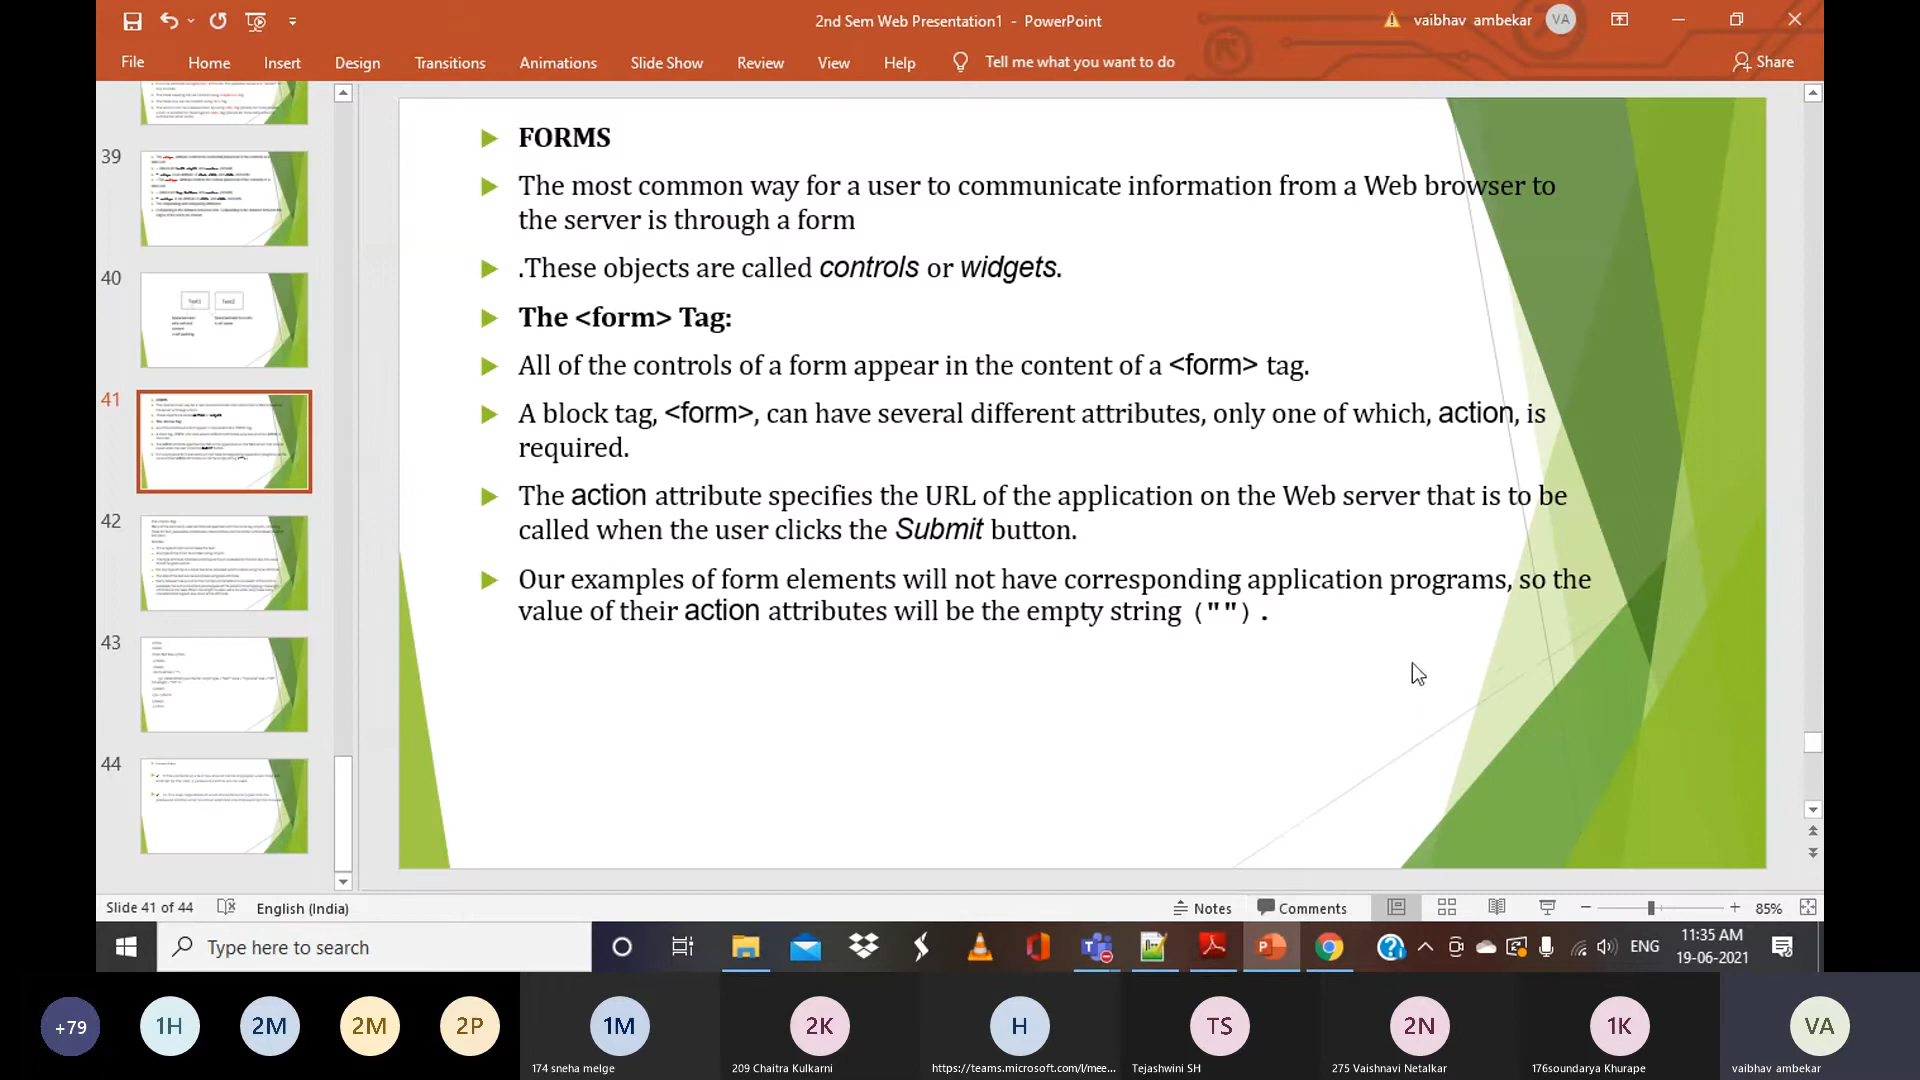 2nd Sem Web Presentation1 - PowerPoint
vaibhav ambekar
VA
File
Home
Insert
Design
Transitions
Animations
Slide Show
Review
View
Help
Tell me what you want to do
Share
39
40
Text1
Text2
41
42
43
44
FORMS
The most common way for a user to communicate information from a Web browser to
the server is through a form
.These objects are called controls or widgets.
The <form> Tag:
All of the controls of a form appear in the content of a <form> tag.
A block tag, <form>, can have several different attributes, only one of which, action, is
required.
The action attribute specifies the URL of the application on the Web server that is to be
called when the user clicks the Submit button.
Our examples of form elements will not have corresponding application programs, so the
value of their action attributes will be the empty string ("") .
Slide 41 of 44
English (India)
Notes
Comments
85%
Type here to search
ENG
11:35 AM
19-06-2021
+79
1H
2M
2M
2P
1M
2K
H
TS
2N
1K
VA
174 sneha melge
209 Chaitra Kulkarni
https://teams.microsoft.com/l/mee...
Tejashwini SH
275 Vaishnavi Netalkar
176soundarya Khurape
vaibhav ambekar